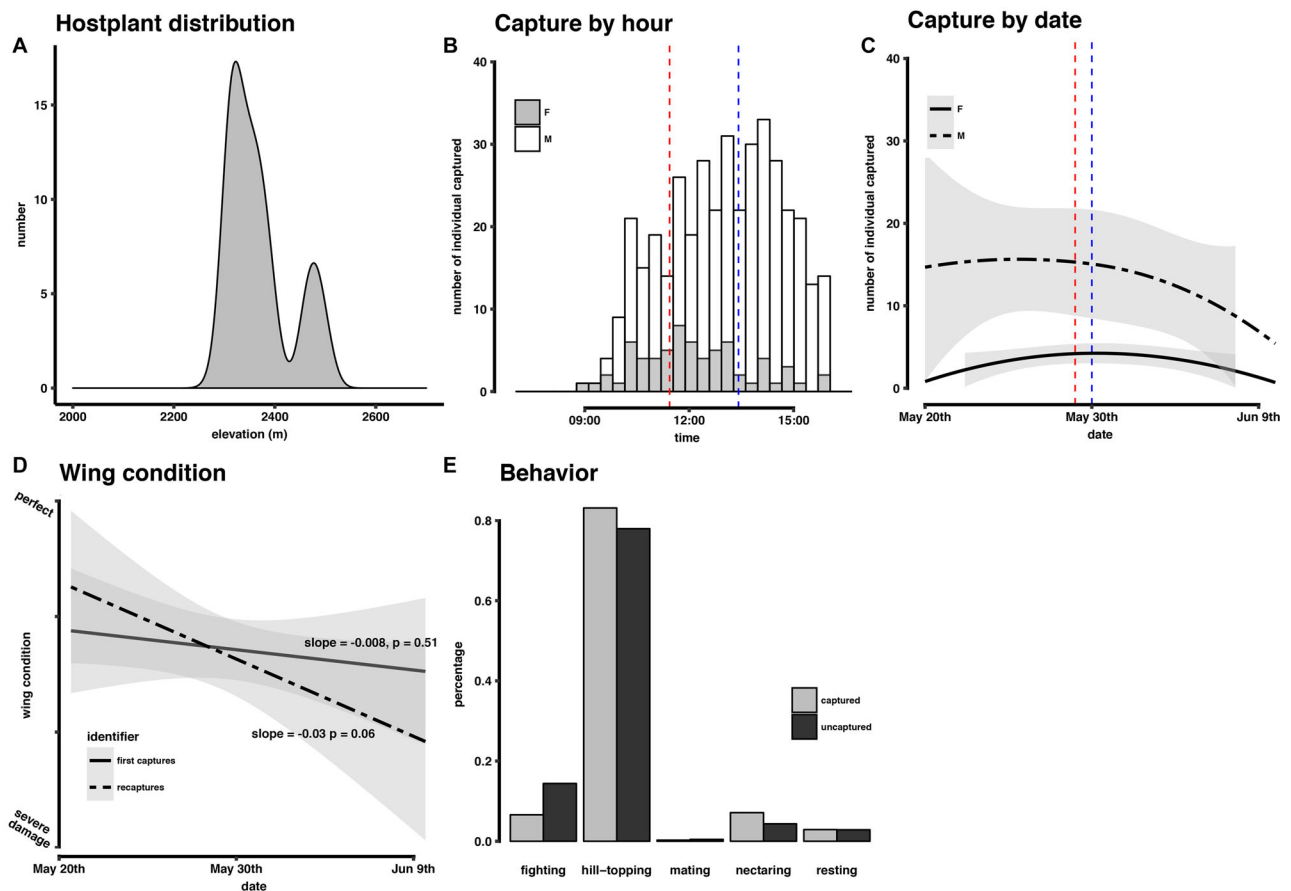 Hostplant distribution
A
15
10
5
0
number
2000
2200
2400
2600
elevation (m)
Capture by hour
B
40
30
20
10
0
number of individual captured
F
M
09:00
12:00
15:00
time
Capture by date
C
40
30
20
10
0
number of individual captured
F
M
May 20th
May 30th
Jun 9th
date
D
Wing condition
perfect
wing condition
severe
damage
slope = -0.008, p = 0.51
slope = -0.03 p = 0.06
identifier
first captures
recaptures
May 20th
May 30th
Jun 9th
date
E
Behavior
0.8
0.6
0.4
0.2
0.0
percentage
captured
uncaptured
fighting
hill−topping
mating
nectaring
resting